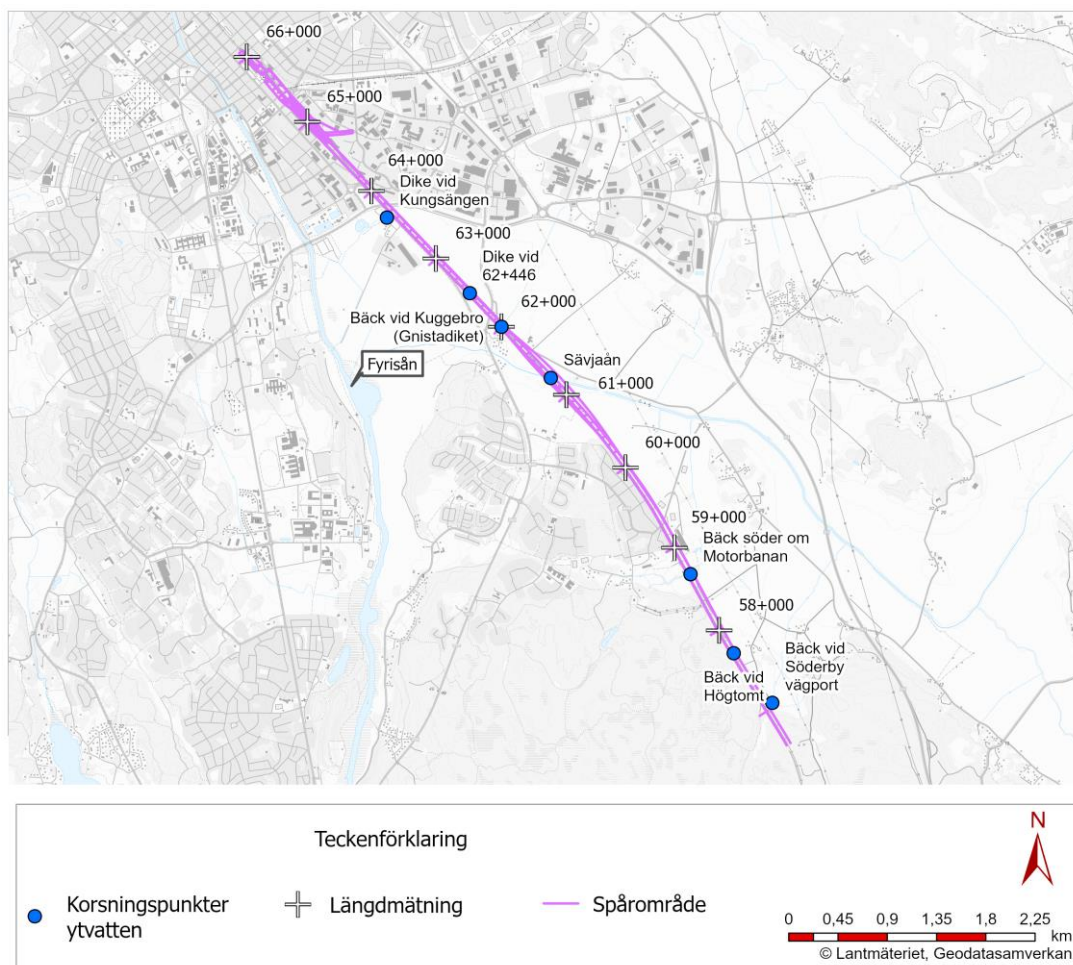 66+000
65+000
64+000
Dike vid
Kungsängen
63+000
Dike vid
62+446
62+000
Bäck vid Kuggebro
(Gnistadiket)
Fyrisån
Sävjaån
61+000
60+000
59+000
Bäck söder om
Motorbanan
58+000
Bäck vid
Söderby
vägport
Bäck vid
Högtomt
Teckenförklaring
Korsningspunkter
ytvatten
Längdmätning
Spårområde
N
0 0,45 0,9 1,35 1,8 2,25
km
© Lantmäteriet, Geodatasamverkan